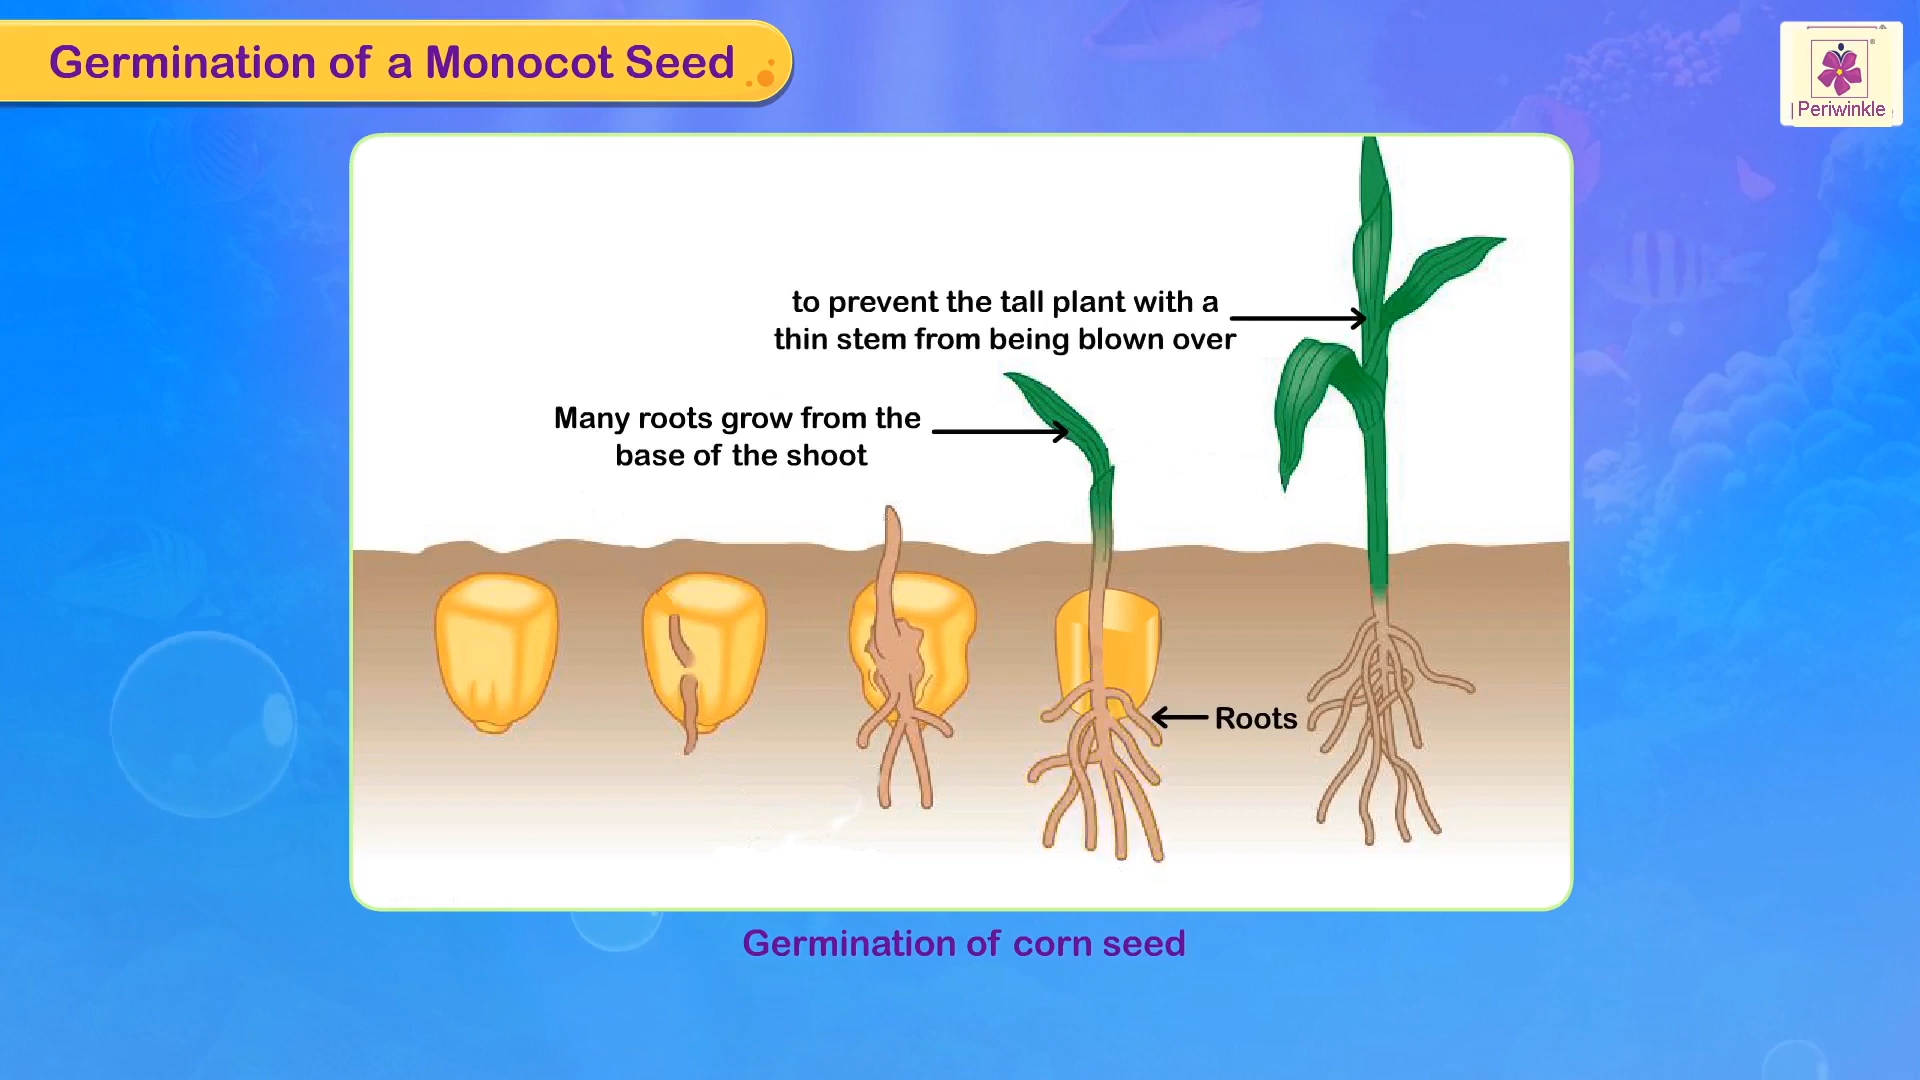 Germination of a Monocot Seed
Periwinkle
to prevent the tall plant with a
thin stem from being blown over
Many roots grow from the
base of the shoot
Roots
Germination of corn seed